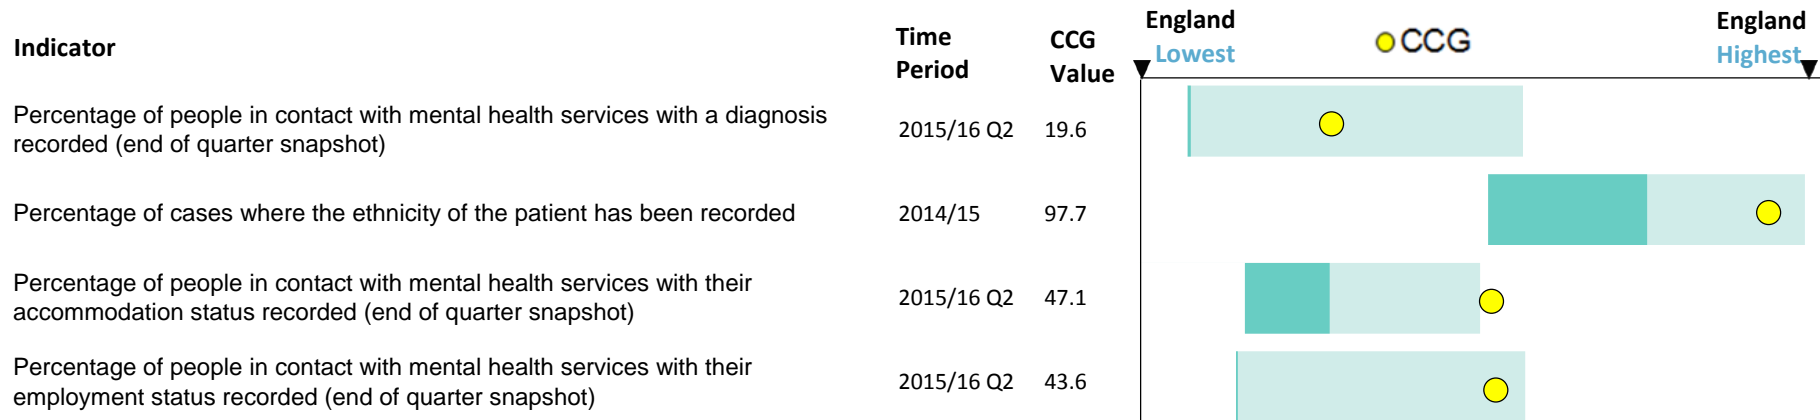 Indicator
Time
Period
CCG
Value
England
Lowest
CCG
England
Highest
Percentage of people in contact with mental health services with a diagnosis
recorded (end of quarter snapshot)
2015/16 Q2
19.6
Percentage of cases where the ethnicity of the patient has been recorded
2014/15
97.7
Percentage of people in contact with mental health services with their
accommodation status recorded (end of quarter snapshot)
2015/16 Q2
47.1
Percentage of people in contact with mental health services with their
employment status recorded (end of quarter snapshot)
2015/16 Q2
43.6